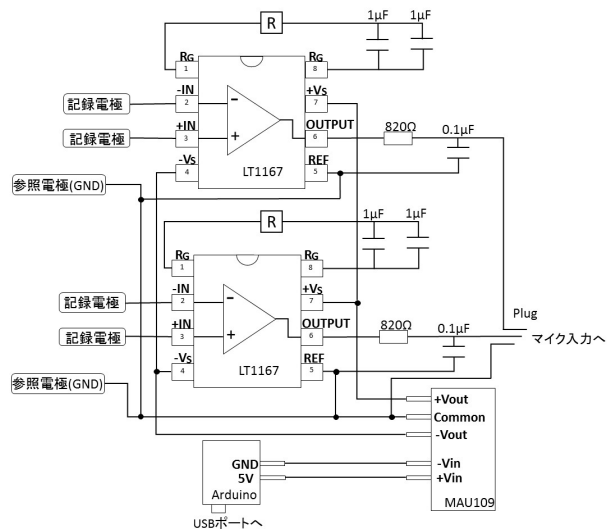 R
1μF 1μF
RG RG
1 8
-IN +VS
2 7
記録電極
+IN OUTPUT 820Ω 0.1μF
3 6
記録電極
-VS REF
4 5
LT1167
参照電極(GND)
R
1μF 1μF
RG RG
1 8
-IN +VS
2 7
記録電極
+IN OUTPUT 820Ω 0.1μF
3 6
記録電極
Plug
マイク入力へ
-VS REF
4 5
LT1167
参照電極(GND)
+Vout
Common
-Vout
GND -Vin
5V +Vin
Arduino MAU109
USBポートへ